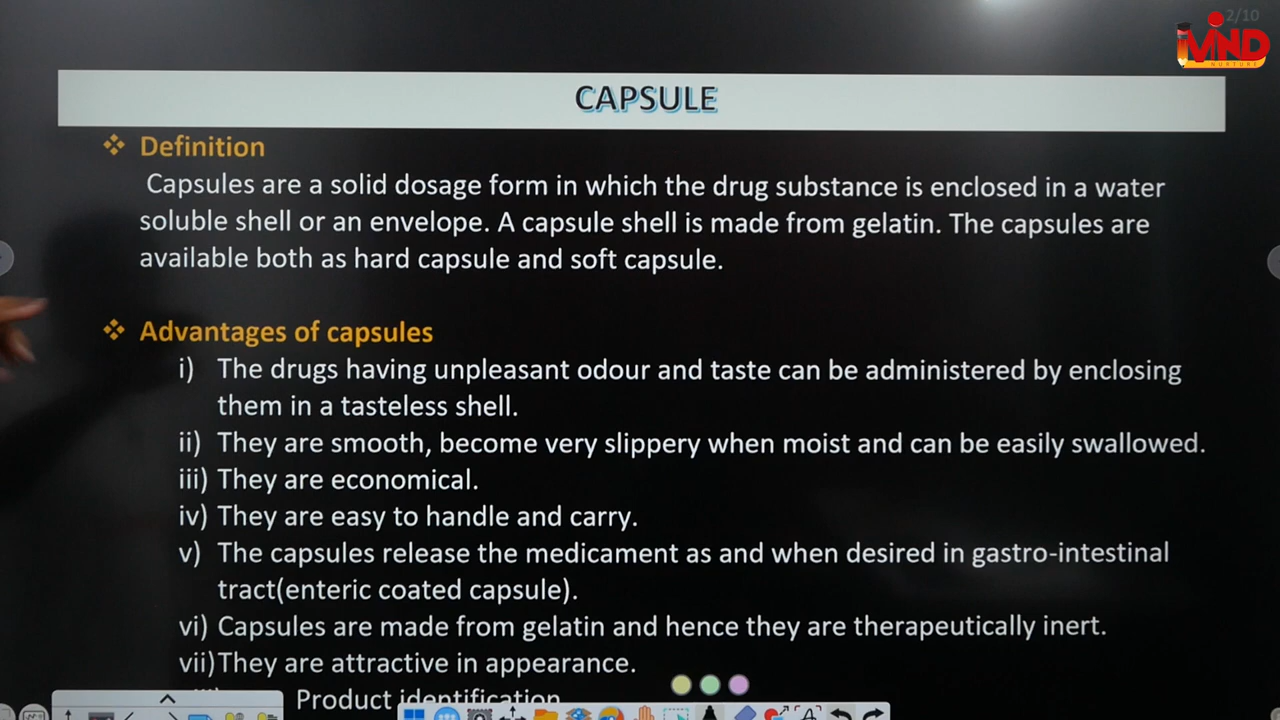 2/10
MIND
NURTURE
CAPSULE
Definition
Capsules are a solid dosage form in which the drug substance is enclosed in a water
soluble shell or an envelope. A capsule shell is made from gelatin. The capsules are
available both as hard capsule and soft capsule.
Advantages of capsules
i) The drugs having unpleasant odour and taste can be administered by enclosing
them in a tasteless shell.
ii) They are smooth, become very slippery when moist and can be easily swallowed.
iii) They are economical.
iv) They are easy to handle and carry.
v) The capsules release the medicament as and when desired in gastro-intestinal
tract(enteric coated capsule).
vi) Capsules are made from gelatin and hence they are therapeutically inert.
vii)They are attractive in appearance.
Product identification